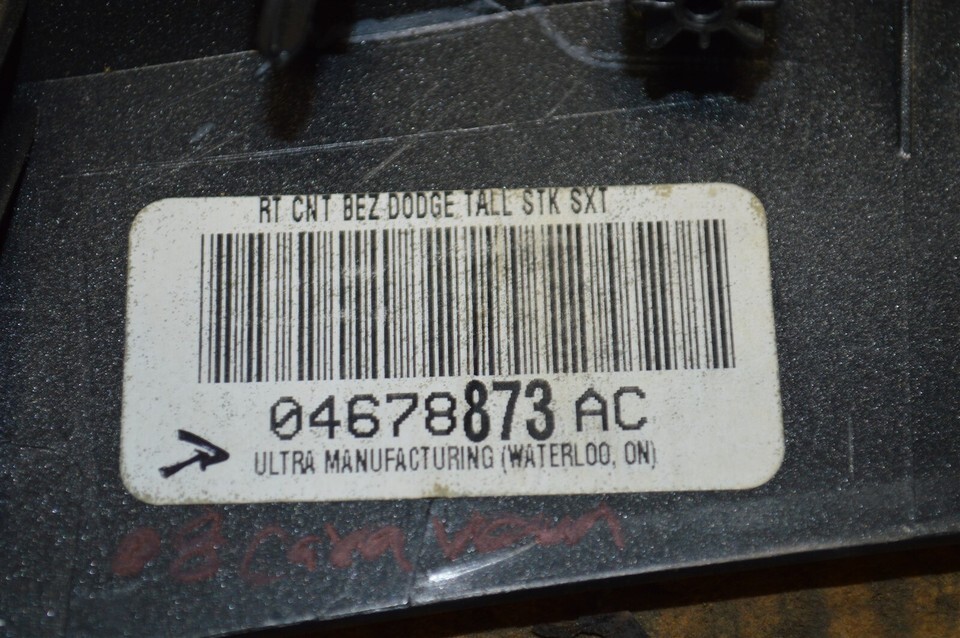 RT CNT BEZ DODGE TALL STK SXT
04678873 AC
ULTRA MANUFACTURING (WATERLOO, ON)
08 Caravan